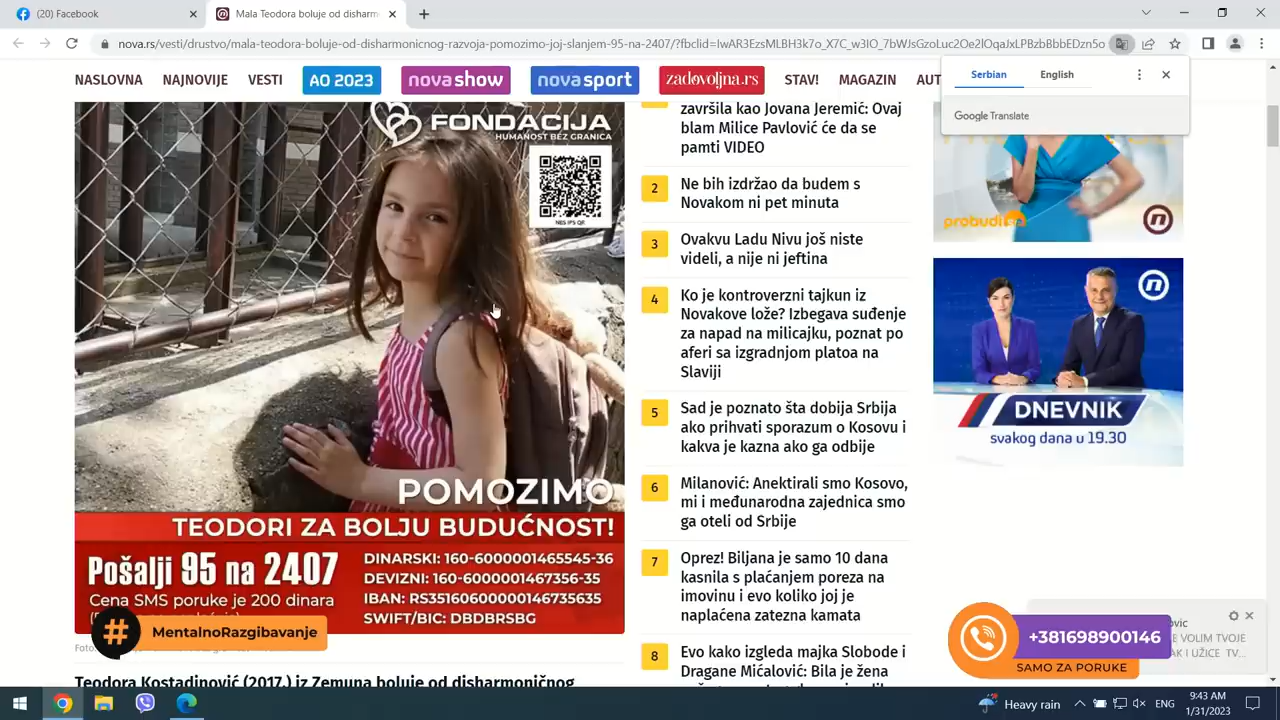 (20) Facebook
Mala Teodora boluje od disharm
nova.rs/vesti/drustvo/mala-teodora-boluje-od-disharmonicnog-razvoja-pomozimo-joj-slanjem-95-na-2407/?fbclid=IwAR3EzsMLBH3k7o_X7C_w3IO_7bWJsGzoLuc2Oe2lOqaJxLPBzbBbbEDzn5o
NASLOVNA NAJNOVIJE VESTI AO 2023 nova show nova sport zadovoljna.rs STAV! MAGAZIN AUT
Serbian English
Google Translate
FONDACIJA
HUMANOST BEZ GRANICA
NBS IPS QR
POMOZIMO
TEODORI ZA BOLJU BUDUĆNOST!
Pošalji 95 na 2407
Cena SMS poruke je 200 dinara
DINARSKI: 160-6000001465545-36
DEVIZNI: 160-6000001467356-35
IBAN: RS35160600000146735635
SWIFT/BIC: DBDBRSBG
# MentalnoRazgibavanje
Foto:
Teodora Kostadinović (2017.) iz Zemuna boluje od disharmoničnog
završila kao Jovana Jeremić: Ovaj
blam Milice Pavlović će da se
pamti VIDEO
2 Ne bih izdržao da budem s
Novakom ni pet minuta
3 Ovakvu Ladu Nivu još niste
videli, a nije ni jeftina
4 Ko je kontroverzni tajkun iz
Novakove lože? Izbegava suđenje
za napad na milicajku, poznat po
aferi sa izgradnjom platoa na
Slaviji
5 Sad je poznato šta dobija Srbija
ako prihvati sporazum o Kosovu i
kakva je kazna ako ga odbije
6 Milanović: Anektirali smo Kosovo,
mi i međunarodna zajednica smo
ga oteli od Srbije
7 Oprez! Biljana je samo 10 dana
kasnila s plaćanjem poreza na
imovinu i evo koliko joj je
naplaćena zatezna kamata
8 Evo kako izgleda majka Slobode i
Dragane Mićalović: Bila je žena
probudi
DNEVNIK
svakog dana u 19.30
+381698900146
SAMO ZA PORUKE
ovic
E VOLIM TVOJE
AK I UŽICE TV...
Heavy rain
ENG
9:43 AM
1/31/2023